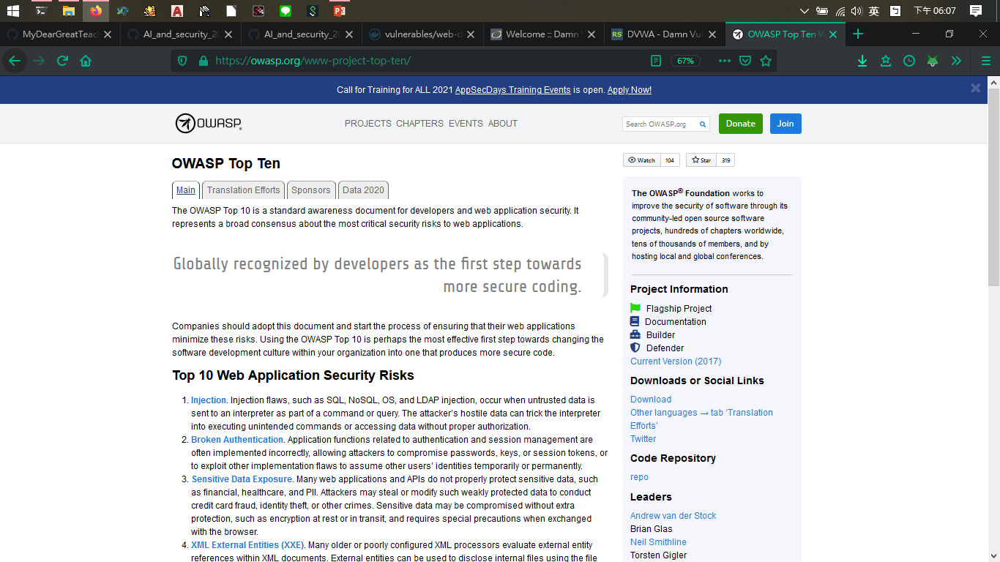 英
下午 06:07
MyDearGreatTeac
AI_and_security_20
AI_and_security_20
vulnerables/web-d
Welcome :: Damn V
RS DVWA - Damn Vul
OWASP Top Ten W
https://owasp.org/www-project-top-ten/
67%
Call for Training for ALL 2021 AppSecDays Training Events is open. Apply Now!
OWASP
PROJECTS CHAPTERS EVENTS ABOUT
Search OWASP.org
Donate
Join
OWASP Top Ten
Watch 104
Star 319
Main
Translation Efforts
Sponsors
Data 2020
The OWASP Top 10 is a standard awareness document for developers and web application security. It
represents a broad consensus about the most critical security risks to web applications.
Globally recognized by developers as the first step towards
more secure coding.
Companies should adopt this document and start the process of ensuring that their web applications
minimize these risks. Using the OWASP Top 10 is perhaps the most effective first step towards changing the
software development culture within your organization into one that produces more secure code.
Top 10 Web Application Security Risks
1. Injection. Injection flaws, such as SQL, NoSQL, OS, and LDAP injection, occur when untrusted data is
sent to an interpreter as part of a command or query. The attacker's hostile data can trick the interpreter
into executing unintended commands or accessing data without proper authorization.
2. Broken Authentication. Application functions related to authentication and session management are
often implemented incorrectly, allowing attackers to compromise passwords, keys, or session tokens, or
to exploit other implementation flaws to assume other users' identities temporarily or permanently.
3. Sensitive Data Exposure. Many web applications and APIs do not properly protect sensitive data, such
as financial, healthcare, and PII. Attackers may steal or modify such weakly protected data to conduct
credit card fraud, identity theft, or other crimes. Sensitive data may be compromised without extra
protection, such as encryption at rest or in transit, and requires special precautions when exchanged
with the browser.
4. XML External Entities (XXE). Many older or poorly configured XML processors evaluate external entity
references within XML documents. External entities can be used to disclose internal files using the file
The OWASP® Foundation works to
improve the security of software through its
community-led open source software
projects, hundreds of chapters worldwide,
tens of thousands of members, and by
hosting local and global conferences.
Project Information
Flagship Project
Documentation
Builder
Defender
Current Version (2017)
Downloads or Social Links
Download
Other languages → tab ‘Translation
Efforts’
Twitter
Code Repository
repo
Leaders
Andrew van der Stock
Brian Glas
Neil Smithline
Torsten Gigler